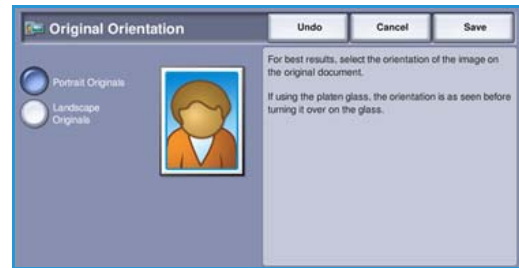 Original Orientation
Undo
Cancel
Save
Portrait Originals
Landscape
Originals
For best results, select the orientation of the image on
the original document.
If using the platen glass, the orientation is as seen before
turning it over on the glass.